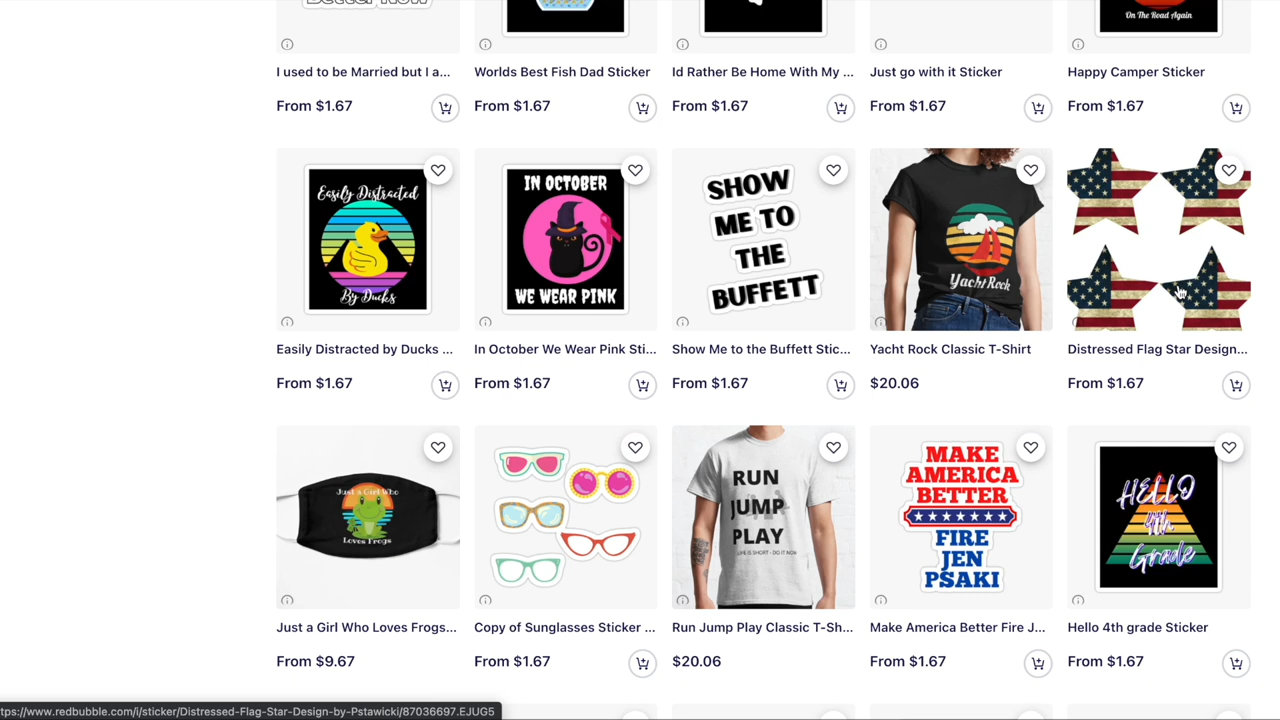 On The Road Again
I used to be Married but I a...
Worlds Best Fish Dad Sticker
Id Rather Be Home With My ...
Just go with it Sticker
Happy Camper Sticker
From $1.67
From $1.67
From $1.67
From $1.67
From $1.67
Easily Distracted
By Ducks
IN OCTOBER
WE WEAR PINK
SHOW
ME TO
THE
BUFFETT
Yacht Rock
Easily Distracted by Ducks ...
In October We Wear Pink Sti...
Show Me to the Buffett Stic...
Yacht Rock Classic T-Shirt
Distressed Flag Star Design...
From $1.67
From $1.67
From $1.67
$20.06
From $1.67
Just a Girl Who
Loves Frogs
RUN
JUMP
PLAY
LIFE IS SHORT - DO IT NOW
MAKE
AMERICA
BETTER
FIRE
JEN
PSAKI
HELLO
4th
Grade
Just a Girl Who Loves Frogs...
Copy of Sunglasses Sticker ...
Run Jump Play Classic T-Sh...
Make America Better Fire J...
Hello 4th grade Sticker
From $9.67
From $1.67
$20.06
From $1.67
From $1.67
ttps://www.redbubble.com/i/sticker/Distressed-Flag-Star-Design-by-Pstawicki/87036697.EJUG5